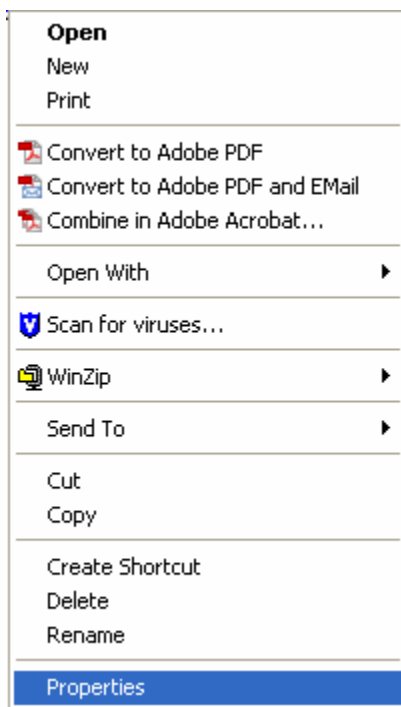 Open
New
Print
Convert to Adobe PDF
Convert to Adobe PDF and EMail
Combine in Adobe Acrobat...
Open With
Scan for viruses...
WinZip
Send To
Cut
Copy
Create Shortcut
Delete
Rename
Properties